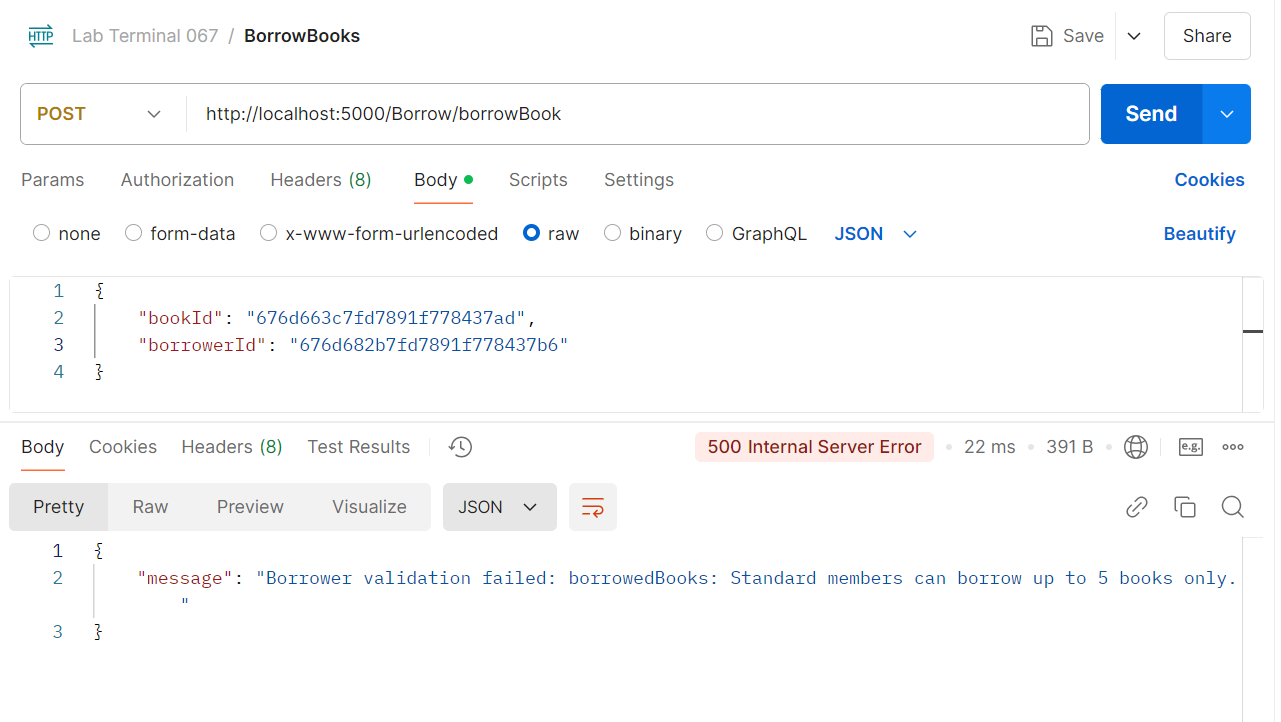 HTTP Lab Terminal 067 / BorrowBooks Save Share
POST http://localhost:5000/Borrow/borrowBook Send
Params Authorization Headers (8) Body Scripts Settings Cookies
none form-data x-www-form-urlencoded raw binary GraphQL JSON Beautify
1 {
2 "bookId": "676d663c7fd7891f778437ad",
3 "borrowerId": "676d682b7fd7891f778437b6"
4 }
Body Cookies Headers (8) Test Results 500 Internal Server Error 22 ms 391 B e.g.
Pretty Raw Preview Visualize JSON
1 {
2 "message": "Borrower validation failed: borrowedBooks: Standard members can borrow up to 5 books only.
"
3 }